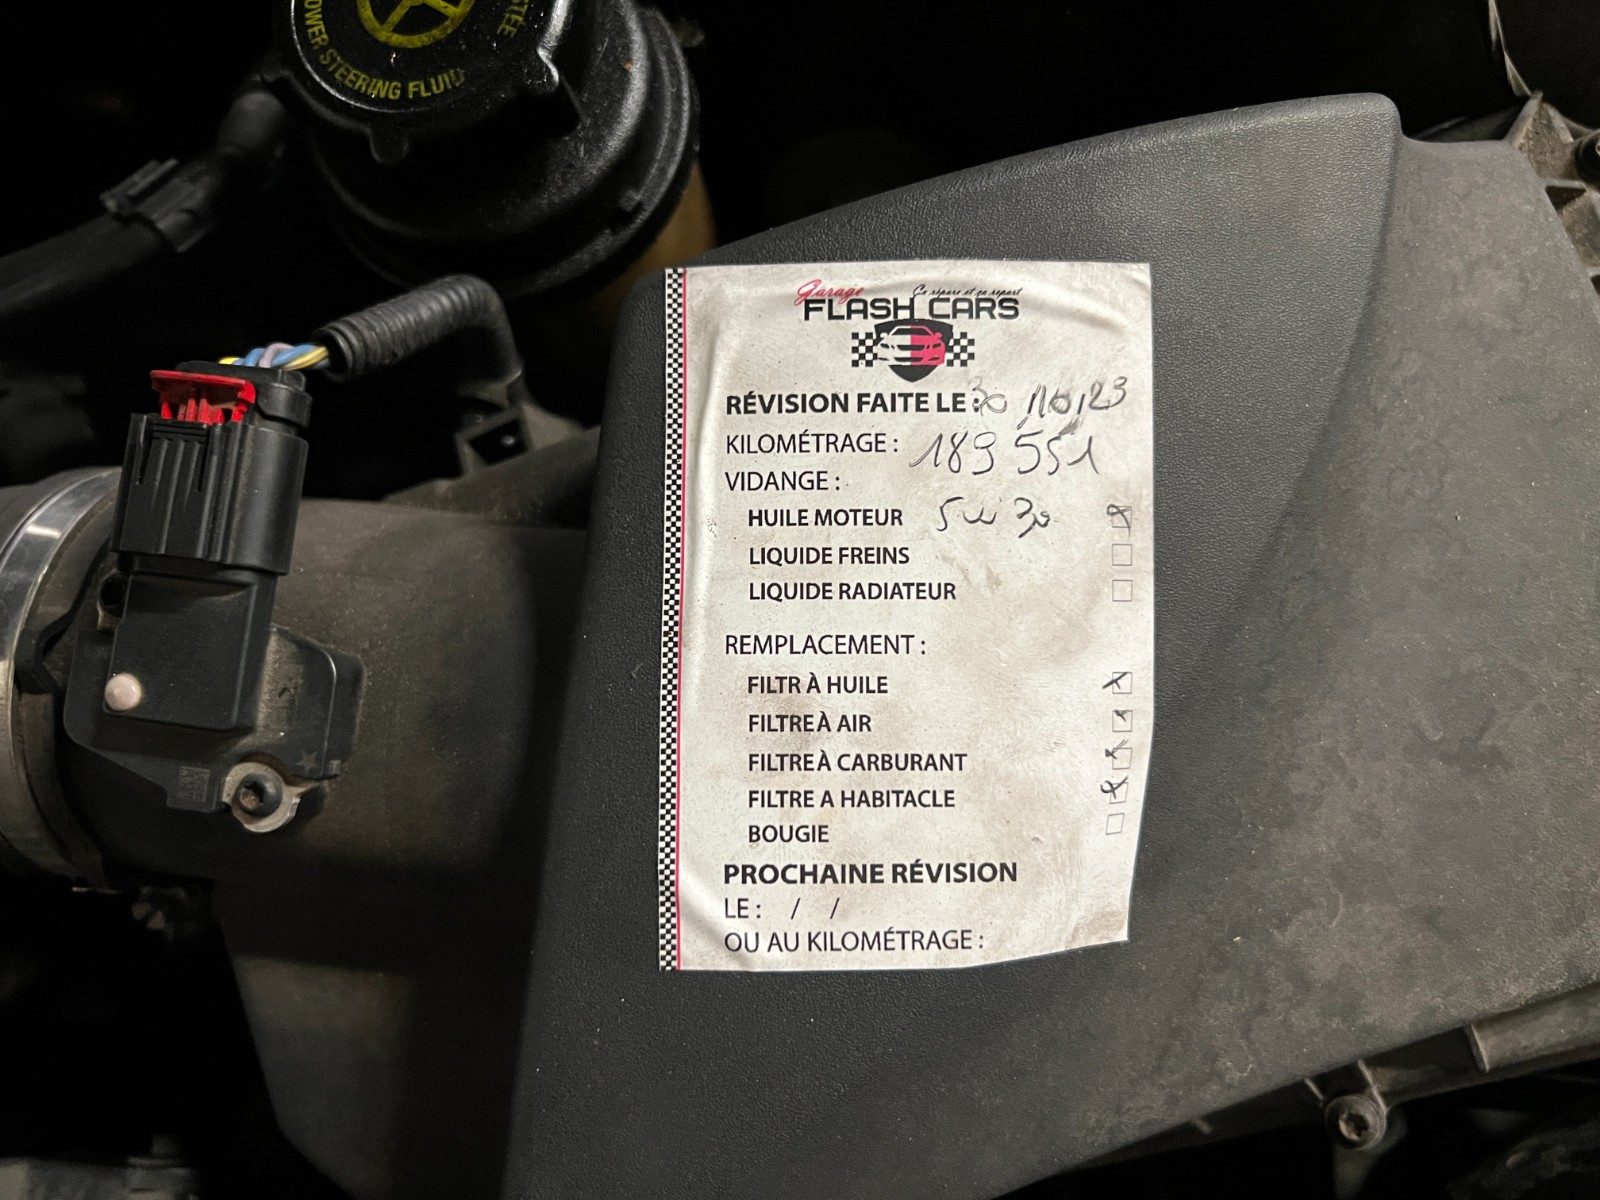 POWER STEERING FLUID
Garage Ça répare et ça repart
FLASH CARS
RÉVISION FAITE LE : 30 /10/23
KILOMÉTRAGE : 189 551
VIDANGE :
HUILE MOTEUR 5w 30
LIQUIDE FREINS
LIQUIDE RADIATEUR
REMPLACEMENT :
FILTR À HUILE
FILTRE À AIR
FILTRE À CARBURANT
FILTRE A HABITACLE
BOUGIE
PROCHAINE RÉVISION
LE : / /
OU AU KILOMÉTRAGE :